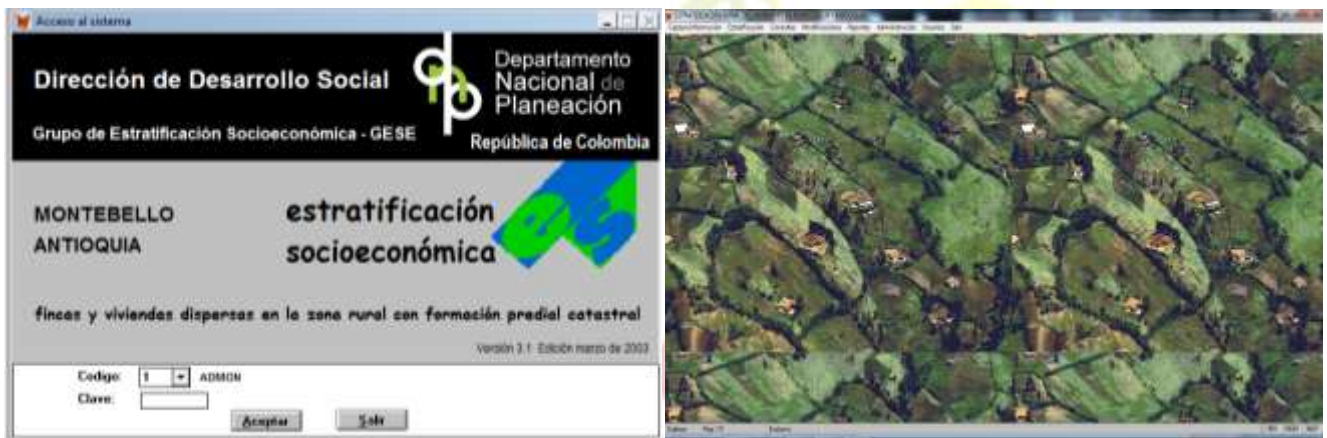 Acceso al sistema
Dirección de Desarrollo Social
Grupo de Estratificación Socioeconómica - GESE
dnp
Departamento
Nacional de
Planeación
República de Colombia
MONTEBELLO
ANTIOQUIA
estratificación
socioeconómica
es
fincas y viviendas dispersas en la zona rural con formación predial catastral
Versión 3.1 Edición marzo de 2003
Codigo: 1 ADMON
Clave:
Aceptar
Salir